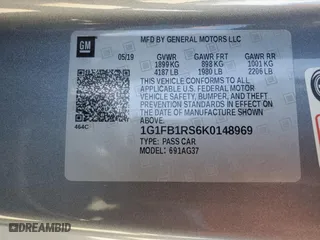 GM
MFD BY GENERAL MOTORS LLC
05/19
GVWR GAWR FRT GAWR RR
1899 KG 898 KG 1001 KG
4187 LB 1980 LB 2206 LB
THIS VEHICLE CONFORMS TO ALL
APPLICABLE U.S. FEDERAL MOTOR
VEHICLE SAFETY, BUMPER, AND
THEFT PREVENTION STANDARDS IN
EFFECT ON THE DATE OF
MANUFACTURE SHOWN ABOVE.
464C
1G1FB1RS6K0148969
TYPE: PASS CAR
MODEL: 691AG37
DREAMBID